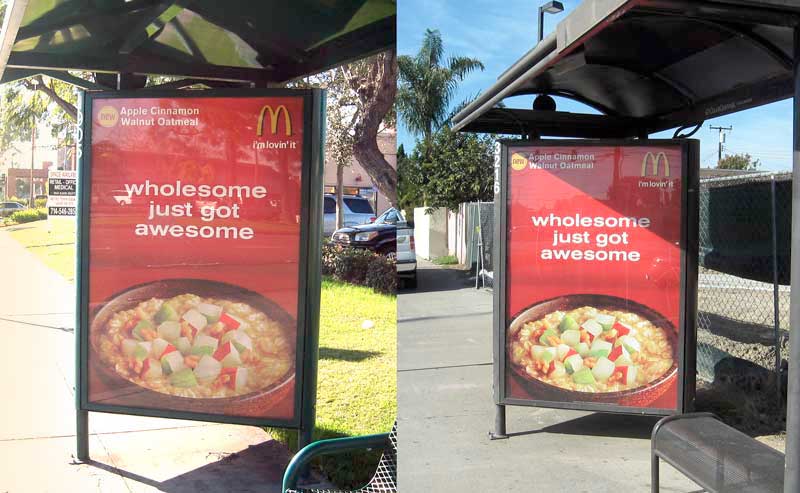 new
Apple Cinnamon
Walnut Oatmeal
M
i'm lovin' it
wholesome
just got
awesome
MEDICAL
new
Apple Cinnamon
Walnut Oatmeal
M
i'm lovin' it
wholesome
just got
awesome